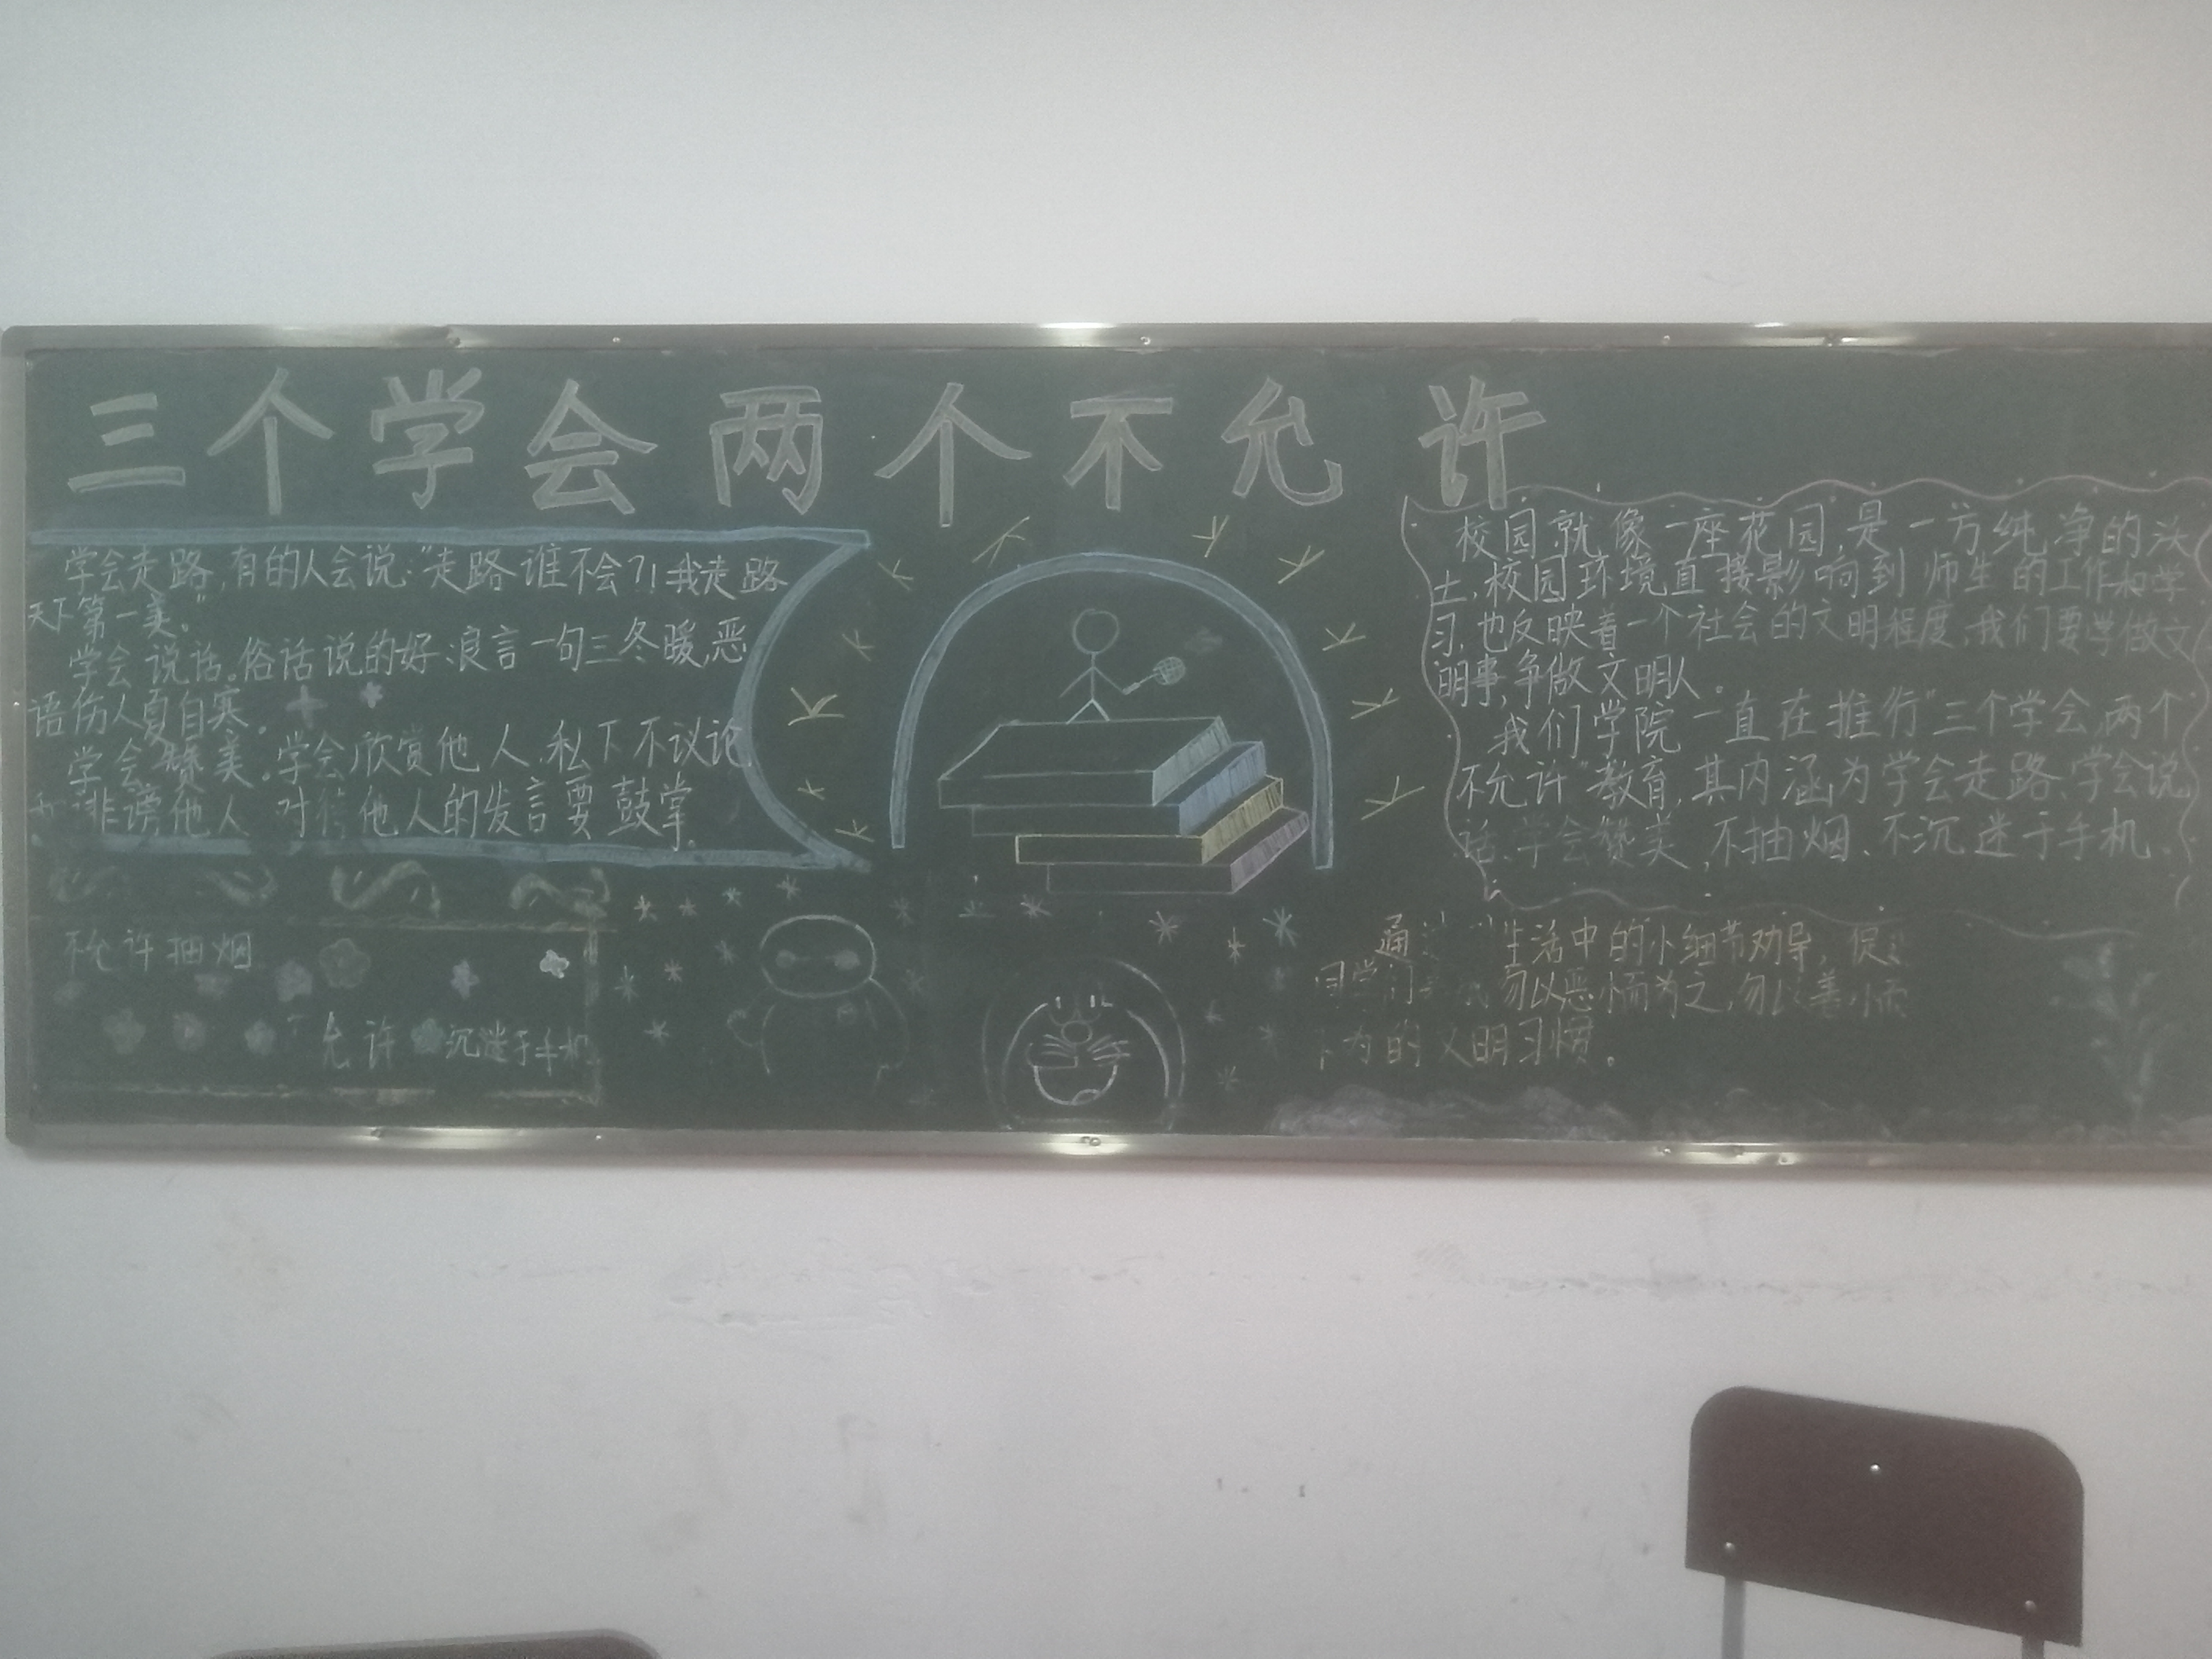 三个学会两个不允许
学会走路,有的人会说:"走路谁不会?!我走路
天下第一美。"
学会说话。俗话说的好:浪言一句三冬暖,恶
语伤人夏自寒。
学会赞美。学会欣赏他人,私下不议论
诽谤他人 对待他人的发言要鼓掌.
不允许抽烟
允许 沉迷于手机
校园就像一座花园,是一方纯净的沃
土,校园环境直接影响到师生的工作和学
习,也反映着一个社会的文明程度,我们要学做文
明事,争做文明人。
我们学院一直在推行"三个学会,两个
不允许"教育,其内涵为学会走路、学会说
话、学会赞美,不抽烟、不沉迷于手机.
通 生活中的小细节劝导,促
同学们 勿以恶小而为之,勿以善小而
不为的文明习惯。